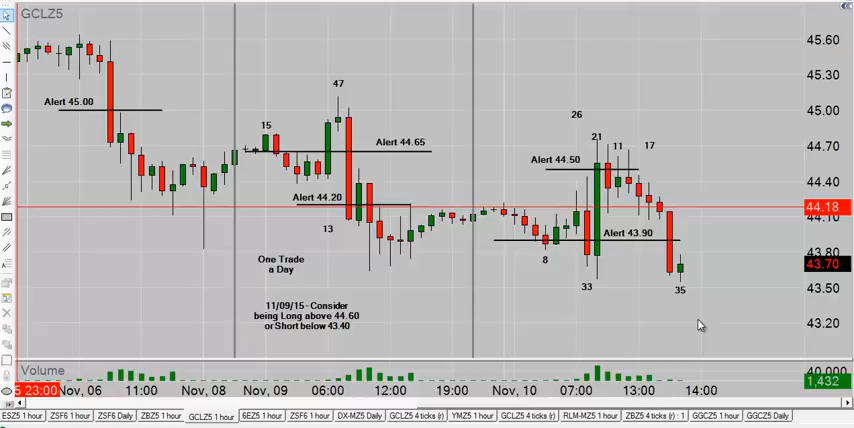 GCLZ5
45.60
45.30
45.00
44.70
44.40
44.18
44.10
43.80
43.70
43.50
43.20
Alert 45.00
15
47
Alert 44.65
Alert 44.20
13
26
21
11
17
Alert 44.50
Alert 43.90
8
33
35
One Trade
a Day
11/09/15 - Consider
being Long above 44.60
or Short below 43.40
Volume
40,000
1,432
5 23:00 Nov, 06 11:00 Nov, 08 Nov, 09 06:00 11:00 Nov, 10 07:00 13:00 14:00
ESZ5 1 hour ZSF6 1 hour ZSF6 Daily ZBZ5 1 hour GCLZ5 1 hour 6EZ5 1 hour ZSF6 1 hour DX-MZ5 Daily GCLZ5 4 ticks (r) YMZ5 1 hour GCLZ5 4 ticks (r) RLM-MZ5 1 hour ZBZ5 4 ticks (r) : 1 GGCZ5 1 hour GGCZ5 Daily